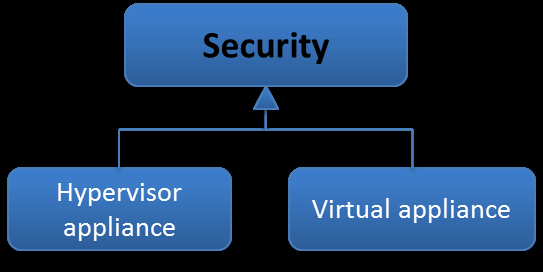 Security
Hypervisor
appliance
Virtual appliance